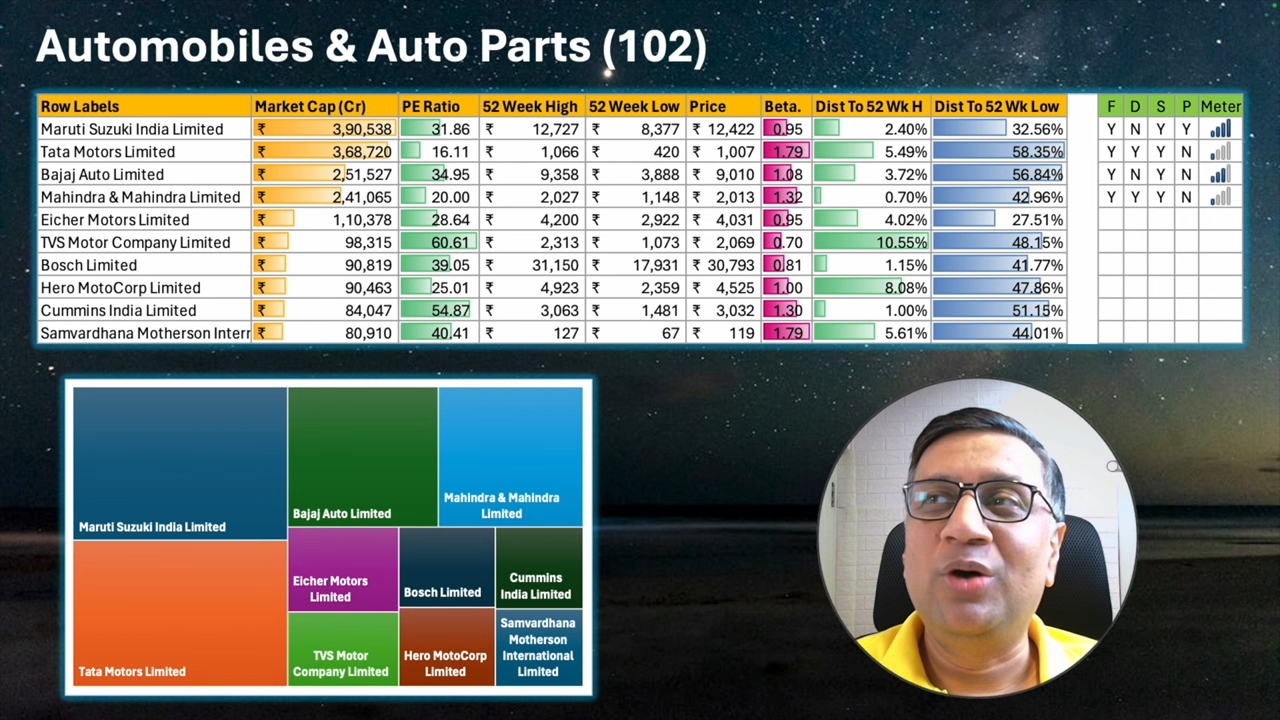 Automobiles & Auto Parts (102)
Row Labels Market Cap (Cr) PE Ratio 52 Week High 52 Week Low Price Beta. Dist To 52 Wk H Dist To 52 Wk Low F D S P Meter
Maruti Suzuki India Limited ₹ 3,90,538 31.86 ₹ 12,727 ₹ 8,377 ₹ 12,422 0.95 2.40% 32.56% Y N Y Y
Tata Motors Limited ₹ 3,68,720 16.11 ₹ 1,066 ₹ 420 ₹ 1,007 1.79 5.49% 58.35% Y Y Y N
Bajaj Auto Limited ₹ 2,51,527 34.95 ₹ 9,358 ₹ 3,888 ₹ 9,010 1.08 3.72% 56.84% Y N Y N
Mahindra & Mahindra Limited ₹ 2,41,065 20.00 ₹ 2,027 ₹ 1,148 ₹ 2,013 1.32 0.70% 42.96% Y Y Y N
Eicher Motors Limited ₹ 1,10,378 28.64 ₹ 4,200 ₹ 2,922 ₹ 4,031 0.95 4.02% 27.51%
TVS Motor Company Limited ₹ 98,315 60.61 ₹ 2,313 ₹ 1,073 ₹ 2,069 0.70 10.55% 48.15%
Bosch Limited ₹ 90,819 39.05 ₹ 31,150 ₹ 17,931 ₹ 30,793 0.81 1.15% 41.77%
Hero MotoCorp Limited ₹ 90,463 25.01 ₹ 4,923 ₹ 2,359 ₹ 4,525 1.00 8.08% 47.86%
Cummins India Limited ₹ 84,047 54.87 ₹ 3,063 ₹ 1,481 ₹ 3,032 1.30 1.00% 51.15%
Samvardhana Motherson Interr ₹ 80,910 40.41 ₹ 127 ₹ 67 ₹ 119 1.79 5.61% 44.01%
Maruti Suzuki India Limited
Bajaj Auto Limited
Mahindra & Mahindra
Limited
Tata Motors Limited
Eicher Motors
Limited
Bosch Limited
Cummins
India Limited
TVS Motor
Company Limited
Hero MotoCorp
Limited
Samvardhana
Motherson
International
Limited